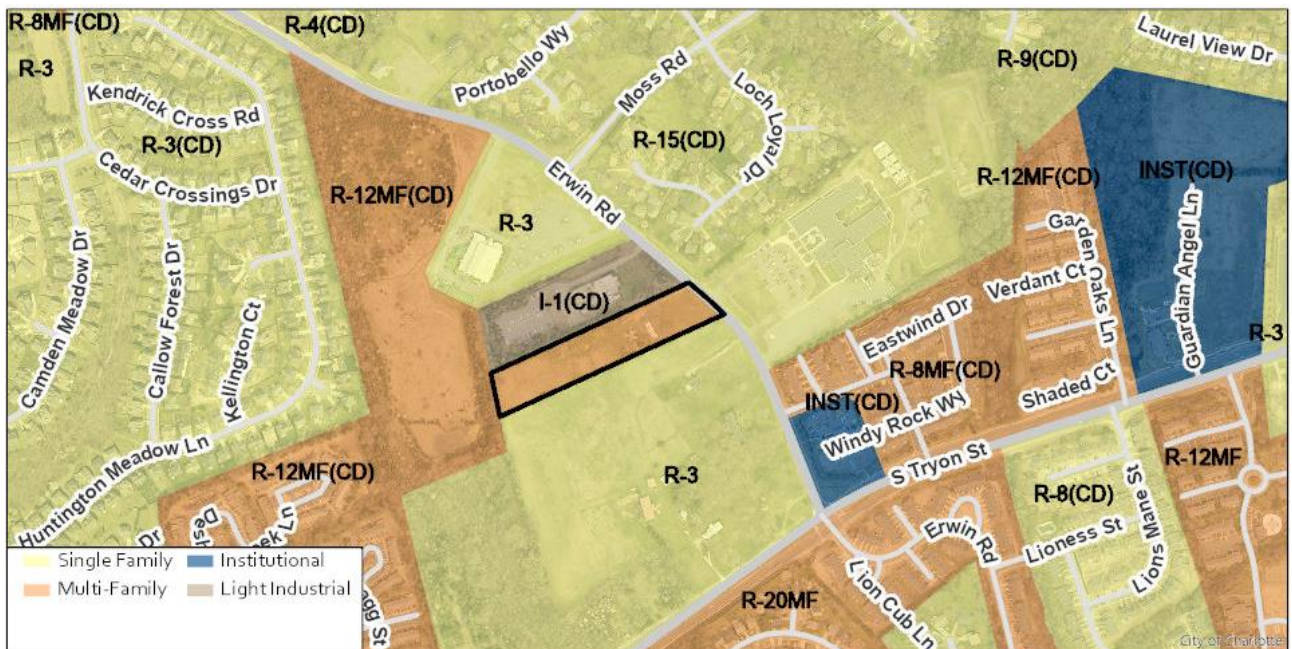 R-8MF(CD)
R-4(CD)
Laurel View Dr
R-3
Portobello Wy
Moss Rd
Loch Loyal Dr
R-9(CD)
Kendrick Cross Rd
R-3(CD)
R-15(CD)
Cedar Crossings Dr
Erwin Rd
R-12MF(CD)
R-12MF(CD)
INST(CD)
R-3
Camden Meadow Dr
Callow Forest Dr
Kellington Ct
I-1(CD)
Garden Oaks Ln
Verdant Ct
Guardian Angel Ln
Eastwind Dr
R-3
R-8MF(CD)
Shaded Ct
INST(CD)
Windy Rock Wy
Huntington Meadow Ln
R-12MF(CD)
R-3
S Tryon St
R-12MF
R-8(CD)
Lions Mane St
Dr
Erwin Rd
Lioness St
Single Family
Institutional
Multi-Family
Light Industrial
St
R-20MF
Lion Cub Ln
City of Charlotte